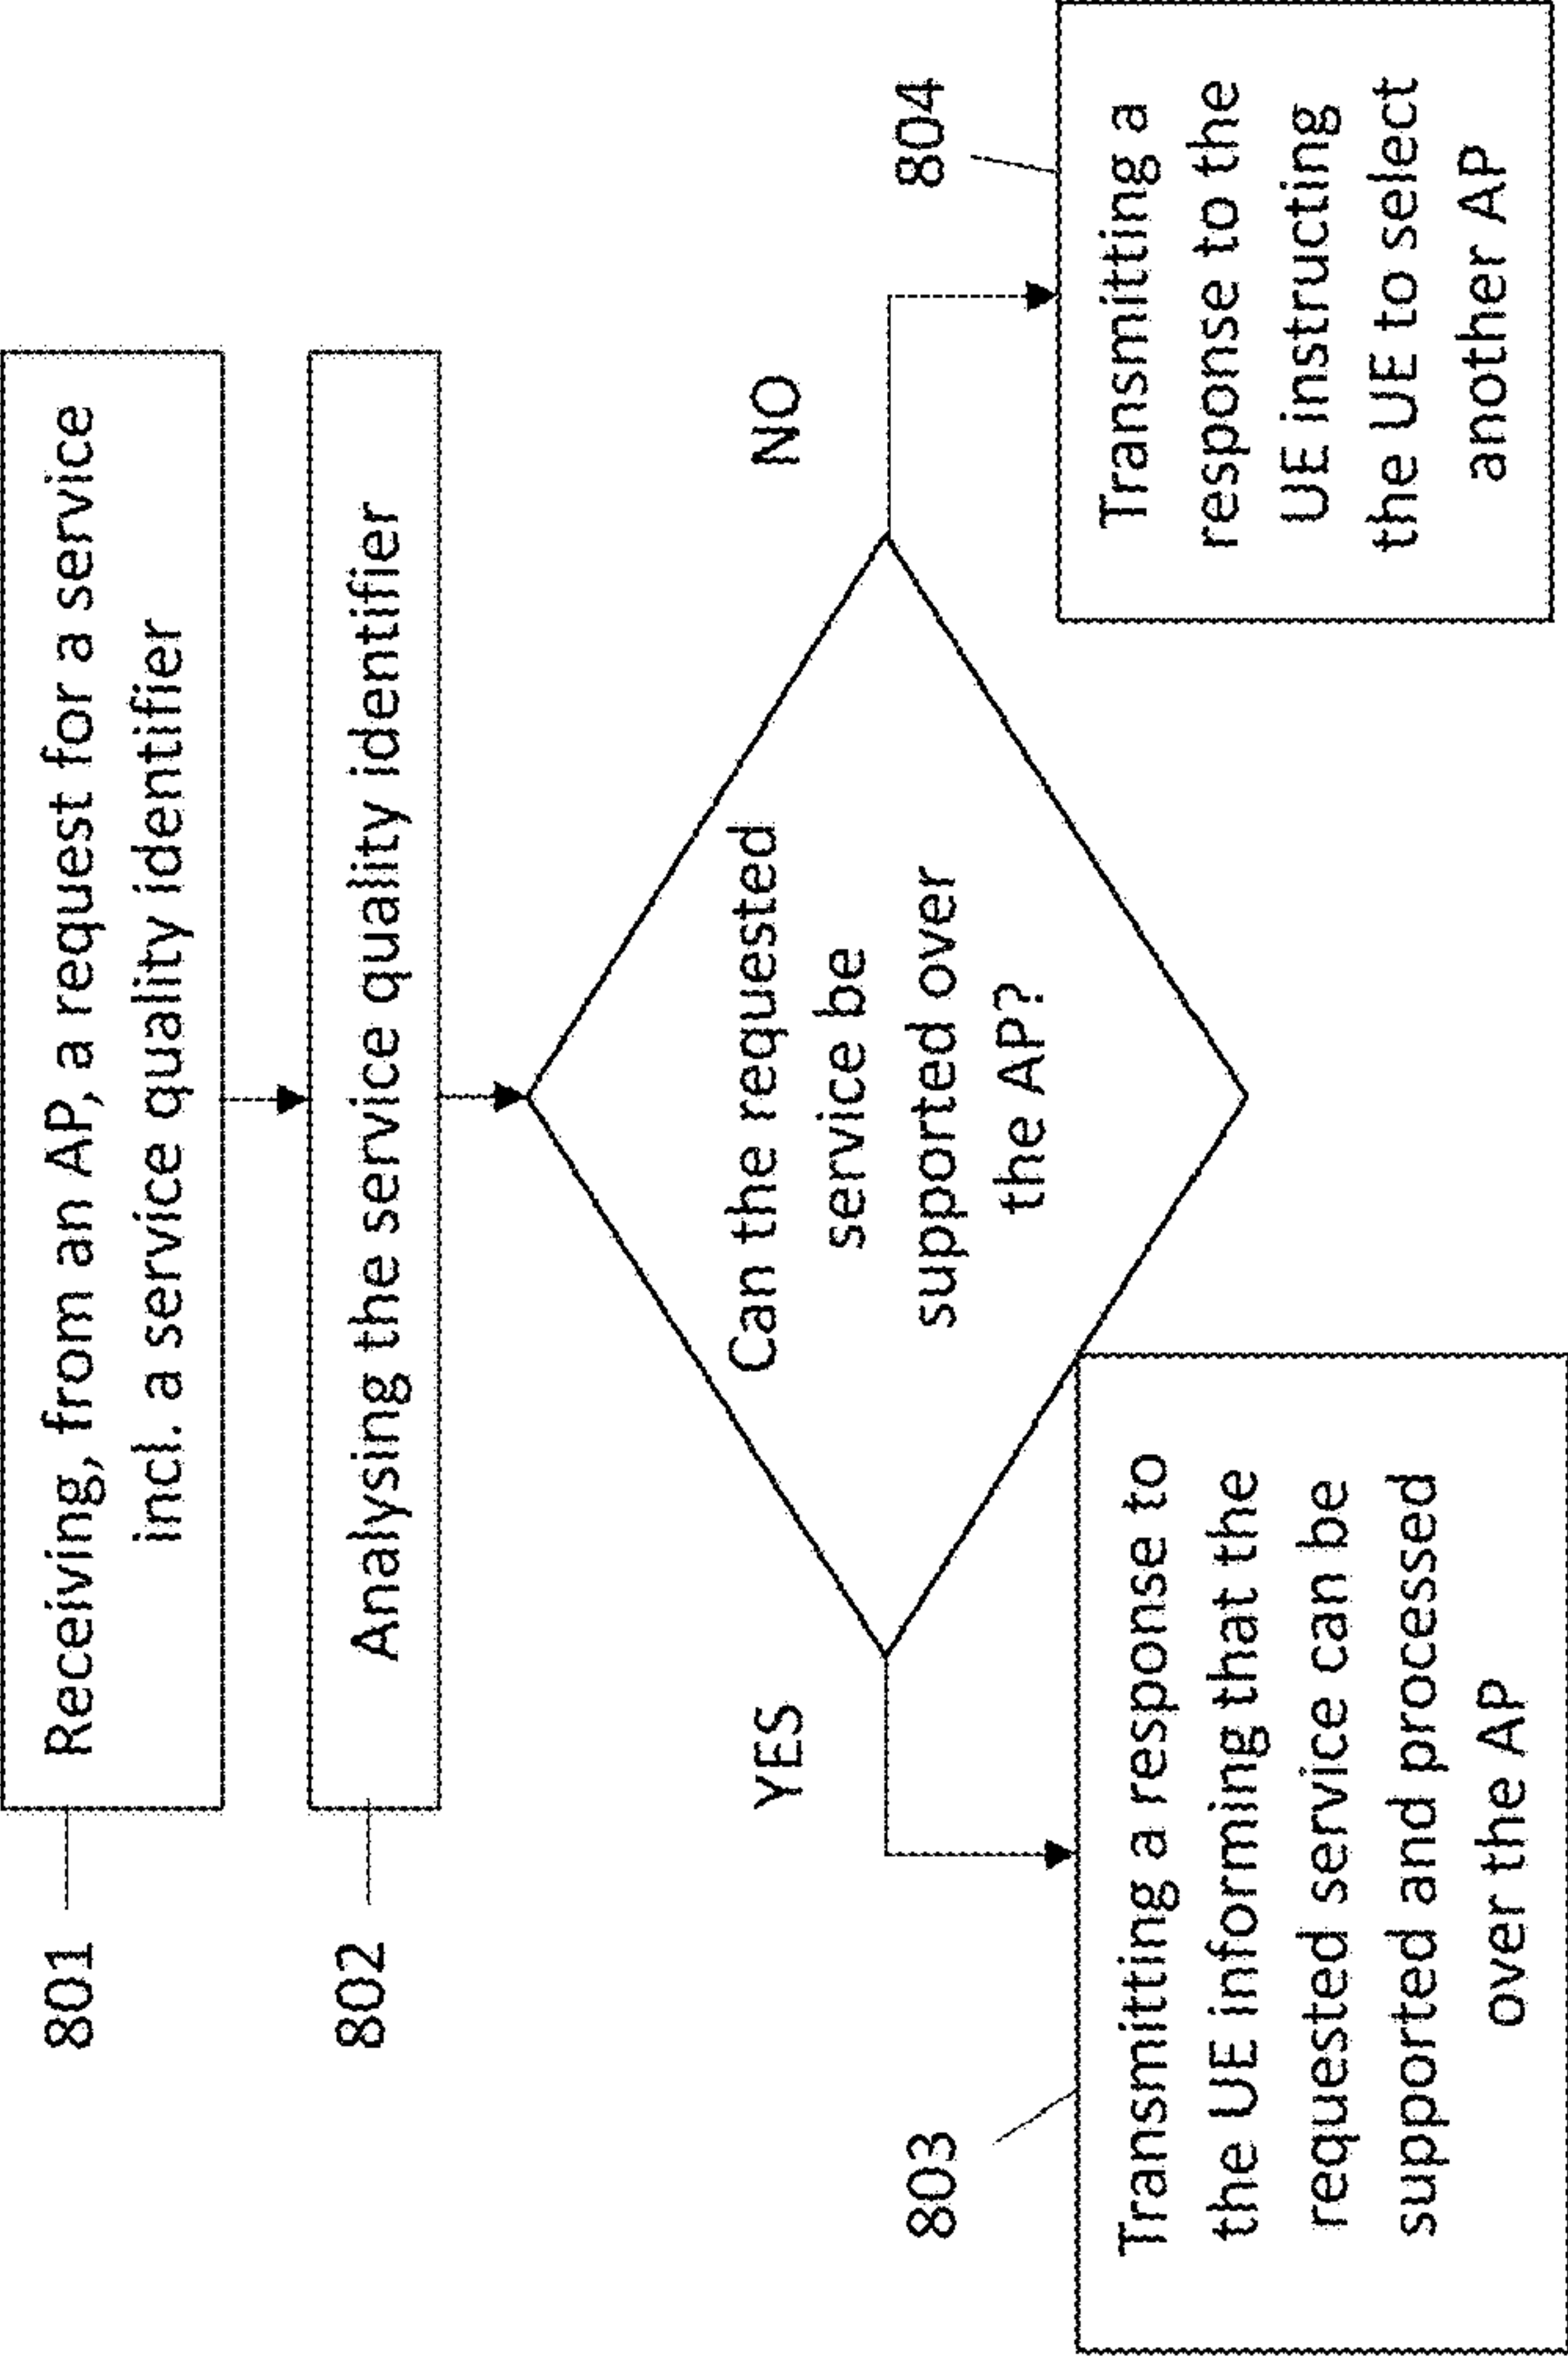 801
Receiving, from an AP, a request for a service
incl. a service quality identifier
802
Analysing the service quality identifier
Can the requested
service be
supported over
the AP?
YES
NO
803
Transmitting a response to
the UE informing that the
requested service can be
supported and processed
over the AP
804
Transmitting a
response to the
UE instructing
the UE to select
another AP